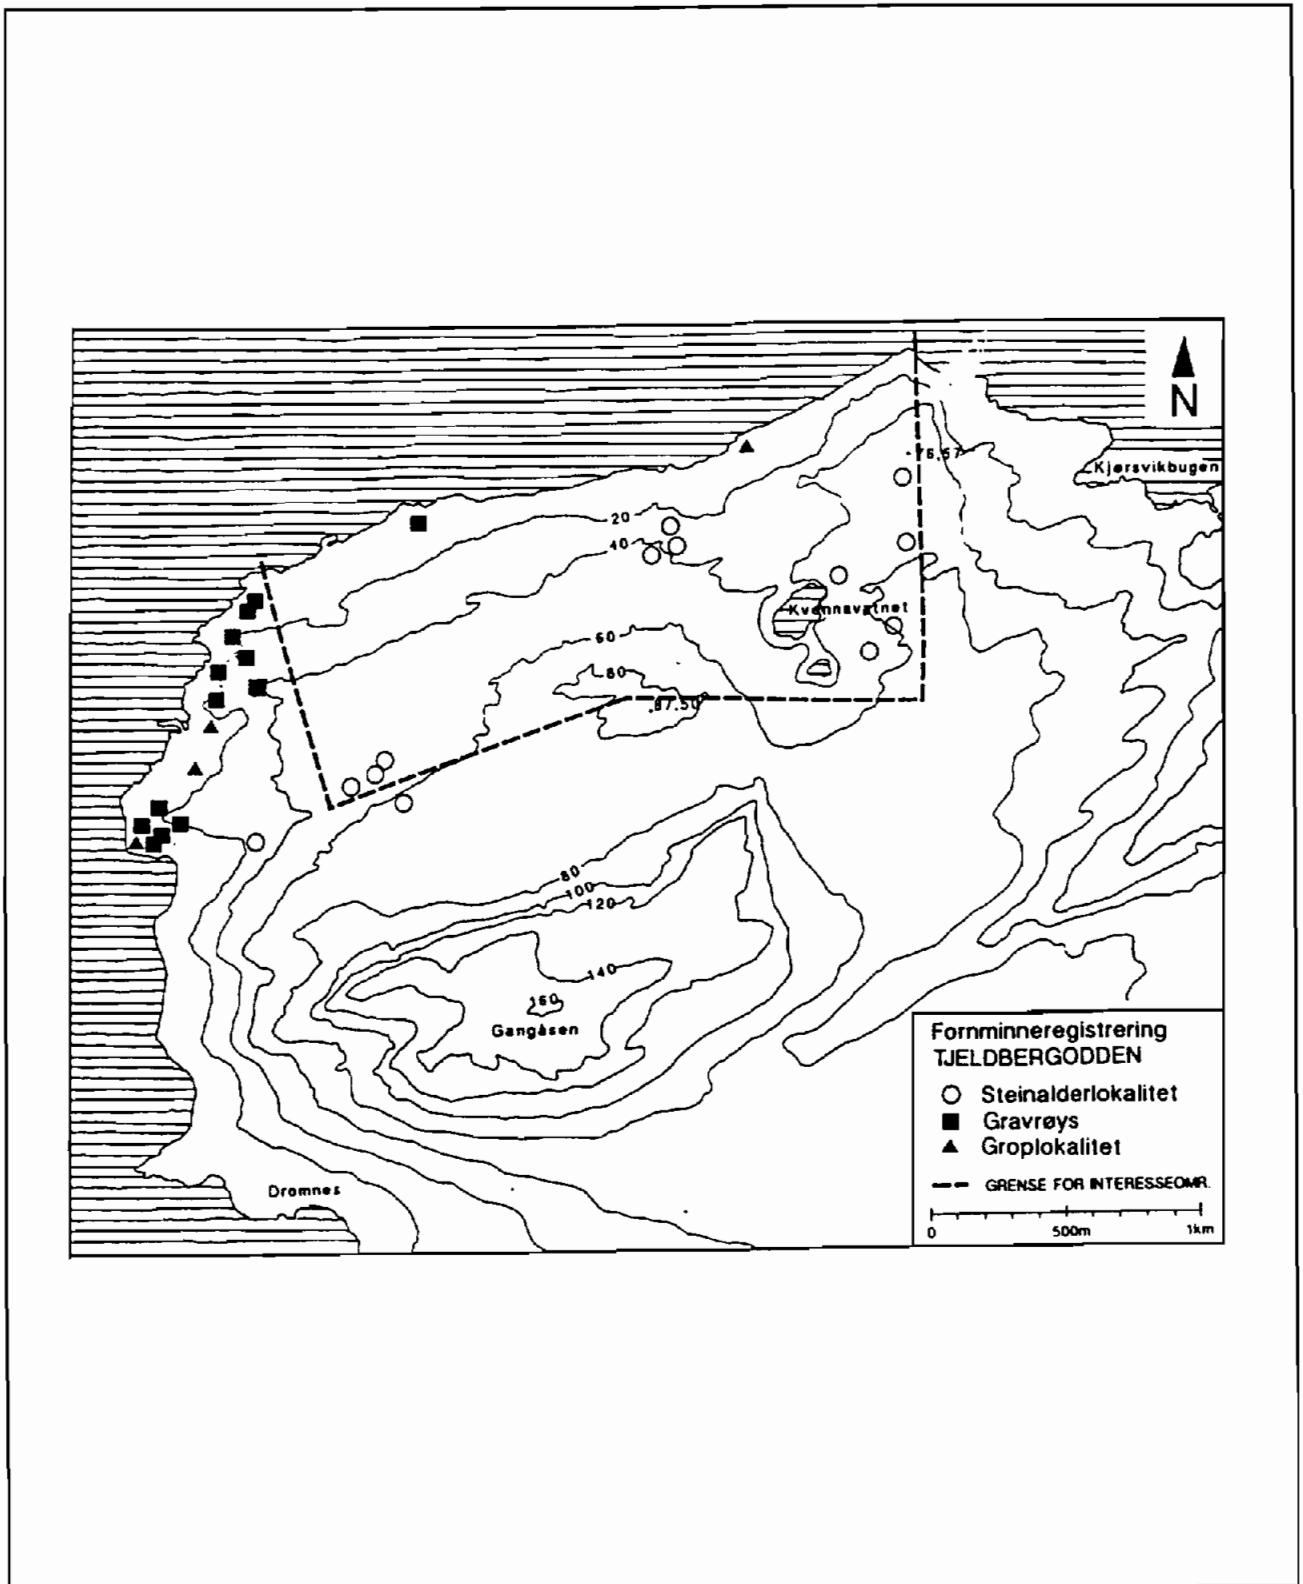 N
76,57
Kjørsvikbugen
20
40
Kvennavatnet
60
80
87.50
80
100
120
140
160
Gangåsen
Dromnes
Fornminneregistrering
TJELDBERGODDEN
Steinalderlokalitet
Gravrøys
Groplokalitet
GRENSE FOR INTERESSEOMR.
0 500m 1km